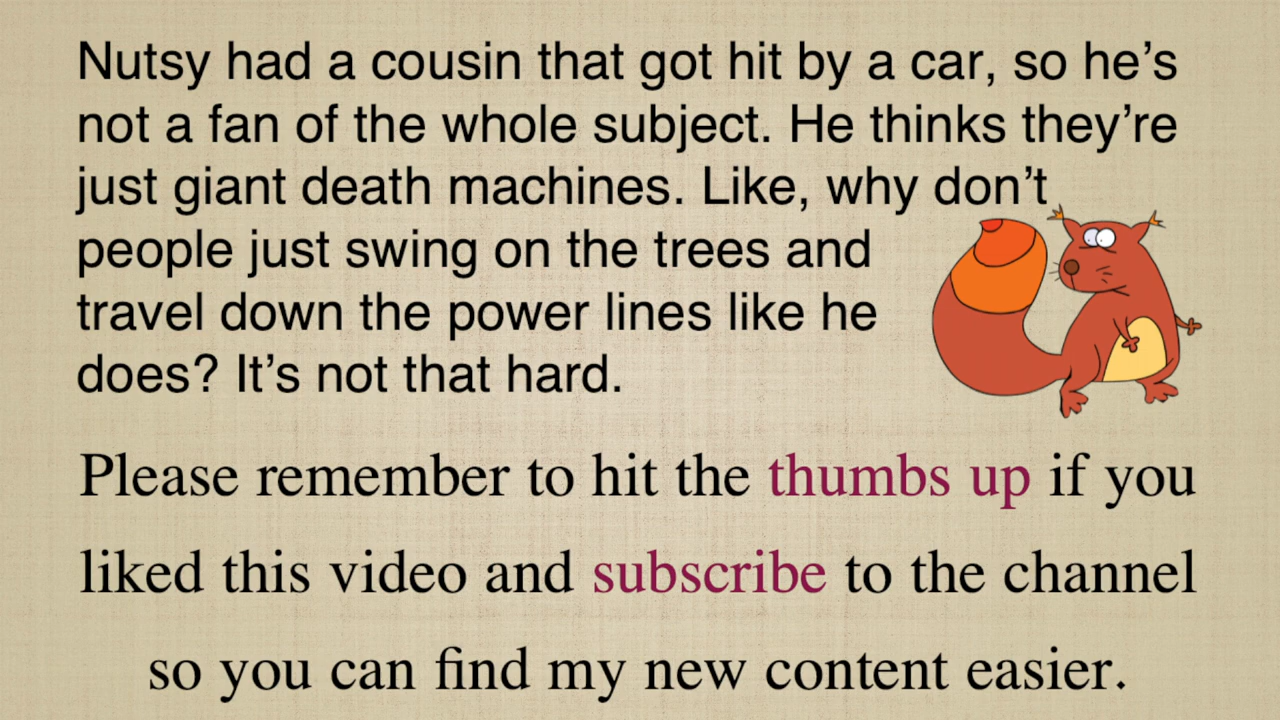 Nutsy had a cousin that got hit by a car, so he’s
not a fan of the whole subject. He thinks they’re
just giant death machines. Like, why don’t
people just swing on the trees and
travel down the power lines like he
does? It’s not that hard.
Please remember to hit the thumbs up if you
liked this video and subscribe to the channel
so you can find my new content easier.